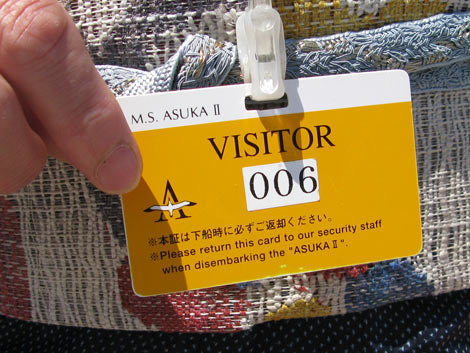 M.S. ASUKA Ⅱ
VISITOR
006
A
※本証は下船時に必ずご返却ください。
※Please return this card to our security staff
when disembarking the "ASUKA Ⅱ".